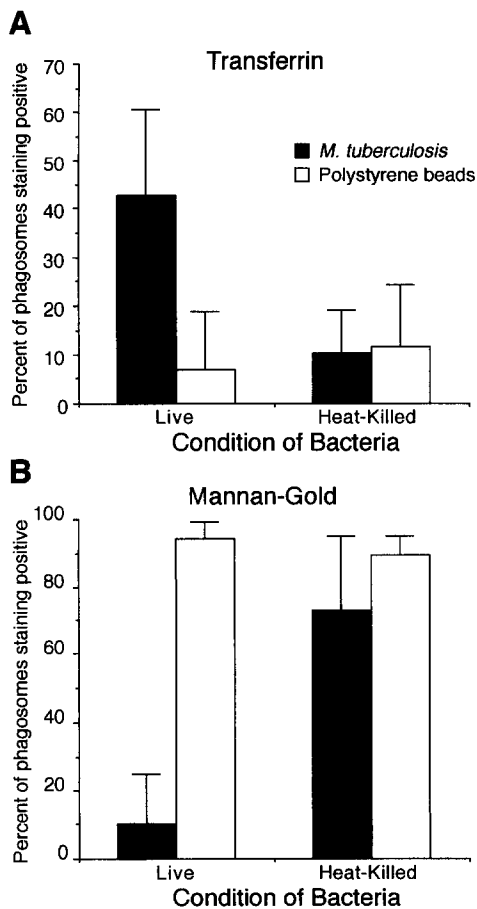 A
Transferrin
Percent of phagosomes staining positive
70
60
50
40
30
20
10
0
M. tuberculosis
Polystyrene beads
Live Heat-Killed
Condition of Bacteria
B
Mannan-Gold
Percent of phagosomes staining positive
100
80
60
40
20
0
Live Heat-Killed
Condition of Bacteria